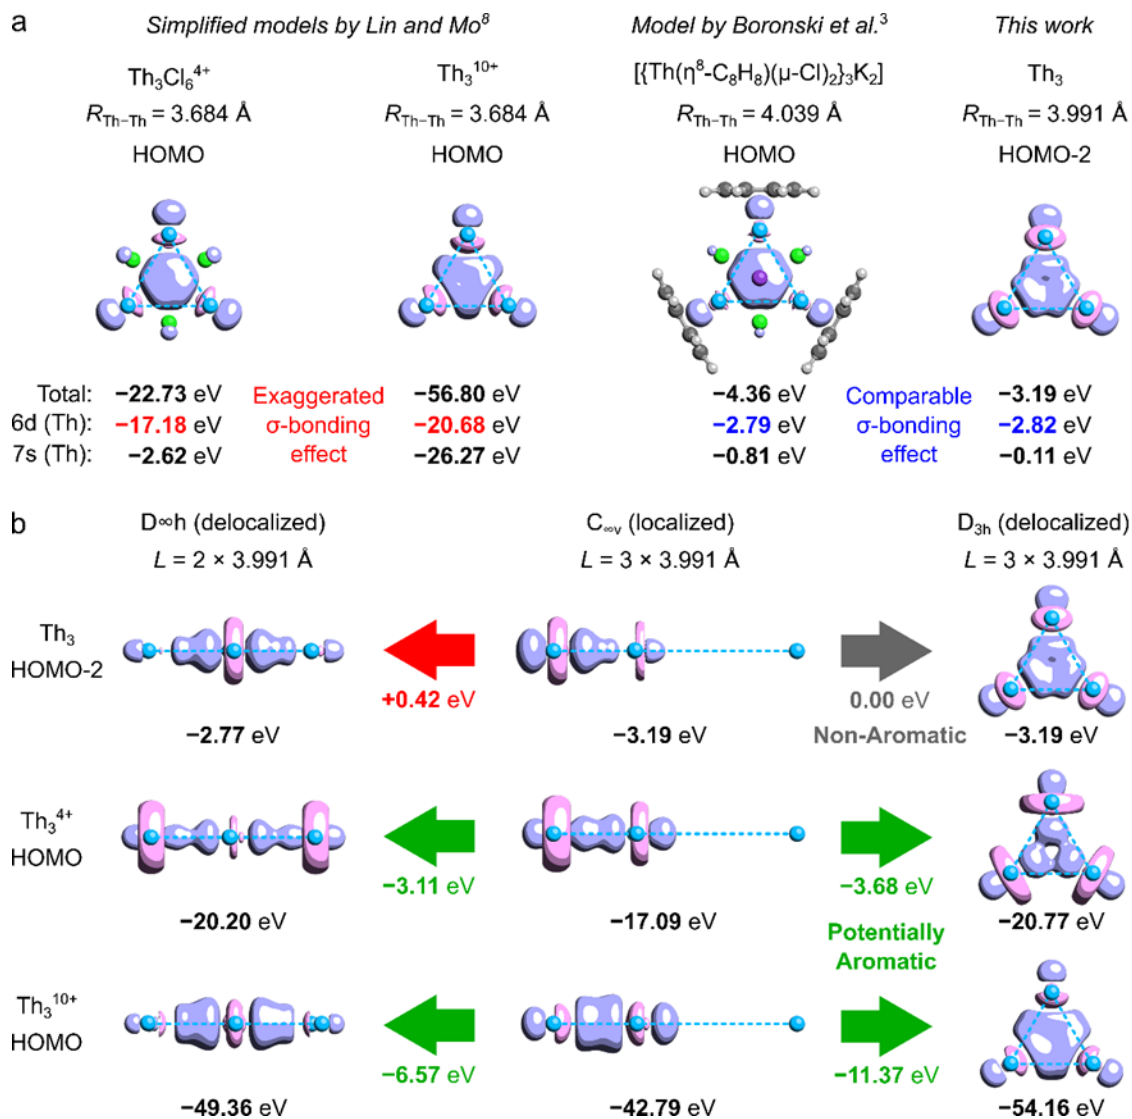 a
Simplified models by Lin and Mo⁸
Model by Boronski et al.³
This work
Th₃Cl₆⁴⁺
Th₃¹⁰⁺
[{Th(η⁸-C₈H₈)(μ-Cl)₂}₃K₂]
Th₃
R_Th–Th = 3.684 Å
R_Th–Th = 3.684 Å
R_Th–Th = 4.039 Å
R_Th–Th = 3.991 Å
HOMO
HOMO
HOMO
HOMO-2
Total: −22.73 eV
Exaggerated
−56.80 eV
−4.36 eV
Comparable
−3.19 eV
6d (Th): −17.18 eV
σ-bonding
−20.68 eV
−2.79 eV
σ-bonding
−2.82 eV
7s (Th): −2.62 eV
effect
−26.27 eV
−0.81 eV
effect
−0.11 eV
b
D∞h (delocalized)
C∞v (localized)
D₃h (delocalized)
L = 2 × 3.991 Å
L = 3 × 3.991 Å
L = 3 × 3.991 Å
Th₃
HOMO-2
+0.42 eV
0.00 eV
Non-Aromatic
−2.77 eV
−3.19 eV
−3.19 eV
Th₃⁴⁺
HOMO
−3.11 eV
−3.68 eV
−20.20 eV
−17.09 eV
−20.77 eV
Potentially
Aromatic
Th₃¹⁰⁺
HOMO
−6.57 eV
−11.37 eV
−49.36 eV
−42.79 eV
−54.16 eV